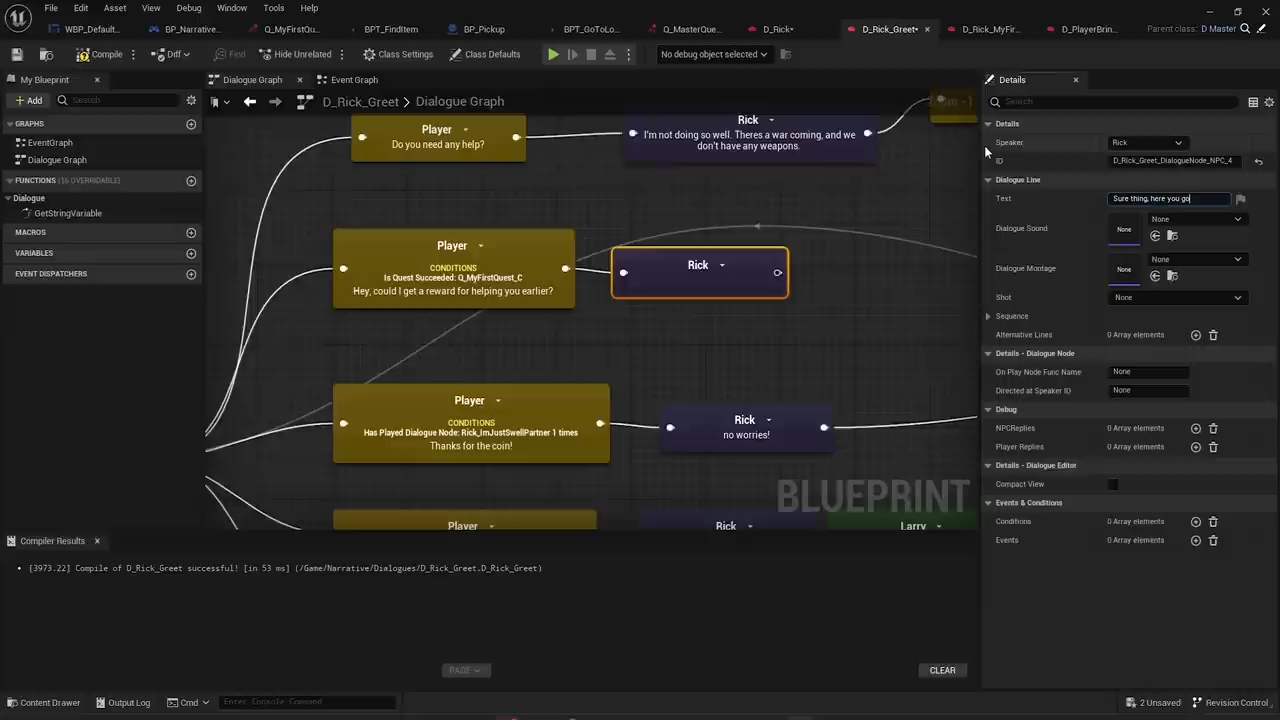 File Edit Asset View Debug Window Tools Help
WBP_Default... BP_Narrative... Q_MyFirstQu... BPT_FindItem BP_Pickup BPT_GoToLo... Q_MasterQue... D_Rick• D_Rick_Greet• D_Rick_MyFir... D_PlayerBrin... Parent class: D Master
Compile Diff Find Hide Unrelated Class Settings Class Defaults No debug object selected
My Blueprint Dialogue Graph Event Graph Details
Add Search D_Rick_Greet > Dialogue Graph Search
GRAPHS
EventGraph
Dialogue Graph
FUNCTIONS (16 OVERRIDABLE)
Dialogue
GetStringVariable
MACROS
VARIABLES
EVENT DISPATCHERS
Player
Do you need any help?
Rick
I'm not doing so well. Theres a war coming, and we
don't have any weapons.
Player
CONDITIONS
Is Quest Succeeded: Q_MyFirstQuest_C
Hey, could I get a reward for helping you earlier?
Rick
Player
CONDITIONS
Has Played Dialogue Node: Rick_ImJustSwellPartner 1 times
Thanks for the coin!
Rick
no worries!
Player Rick Larry
BLUEPRINT
Details
Speaker Rick
ID D_Rick_Greet_DialogueNode_NPC_4
Dialogue Line
Text Sure thing, here you go
Dialogue Sound None None
Dialogue Montage None None
Shot None
Sequence
Alternative Lines 0 Array elements
Details - Dialogue Node
On Play Node Func Name None
Directed at Speaker ID None
Debug
NPCReplies 0 Array elements
Player Replies 0 Array elements
Details - Dialogue Editor
Compact View
Events & Conditions
Conditions 0 Array elements
Events 0 Array elements
Compiler Results
[3973.22] Compile of D_Rick_Greet successful! [in 53 ms] (/Game/Narrative/Dialogues/D_Rick_Greet.D_Rick_Greet)
PAGE CLEAR
Content Drawer Output Log Cmd Enter Console Command 2 Unsaved Revision Control